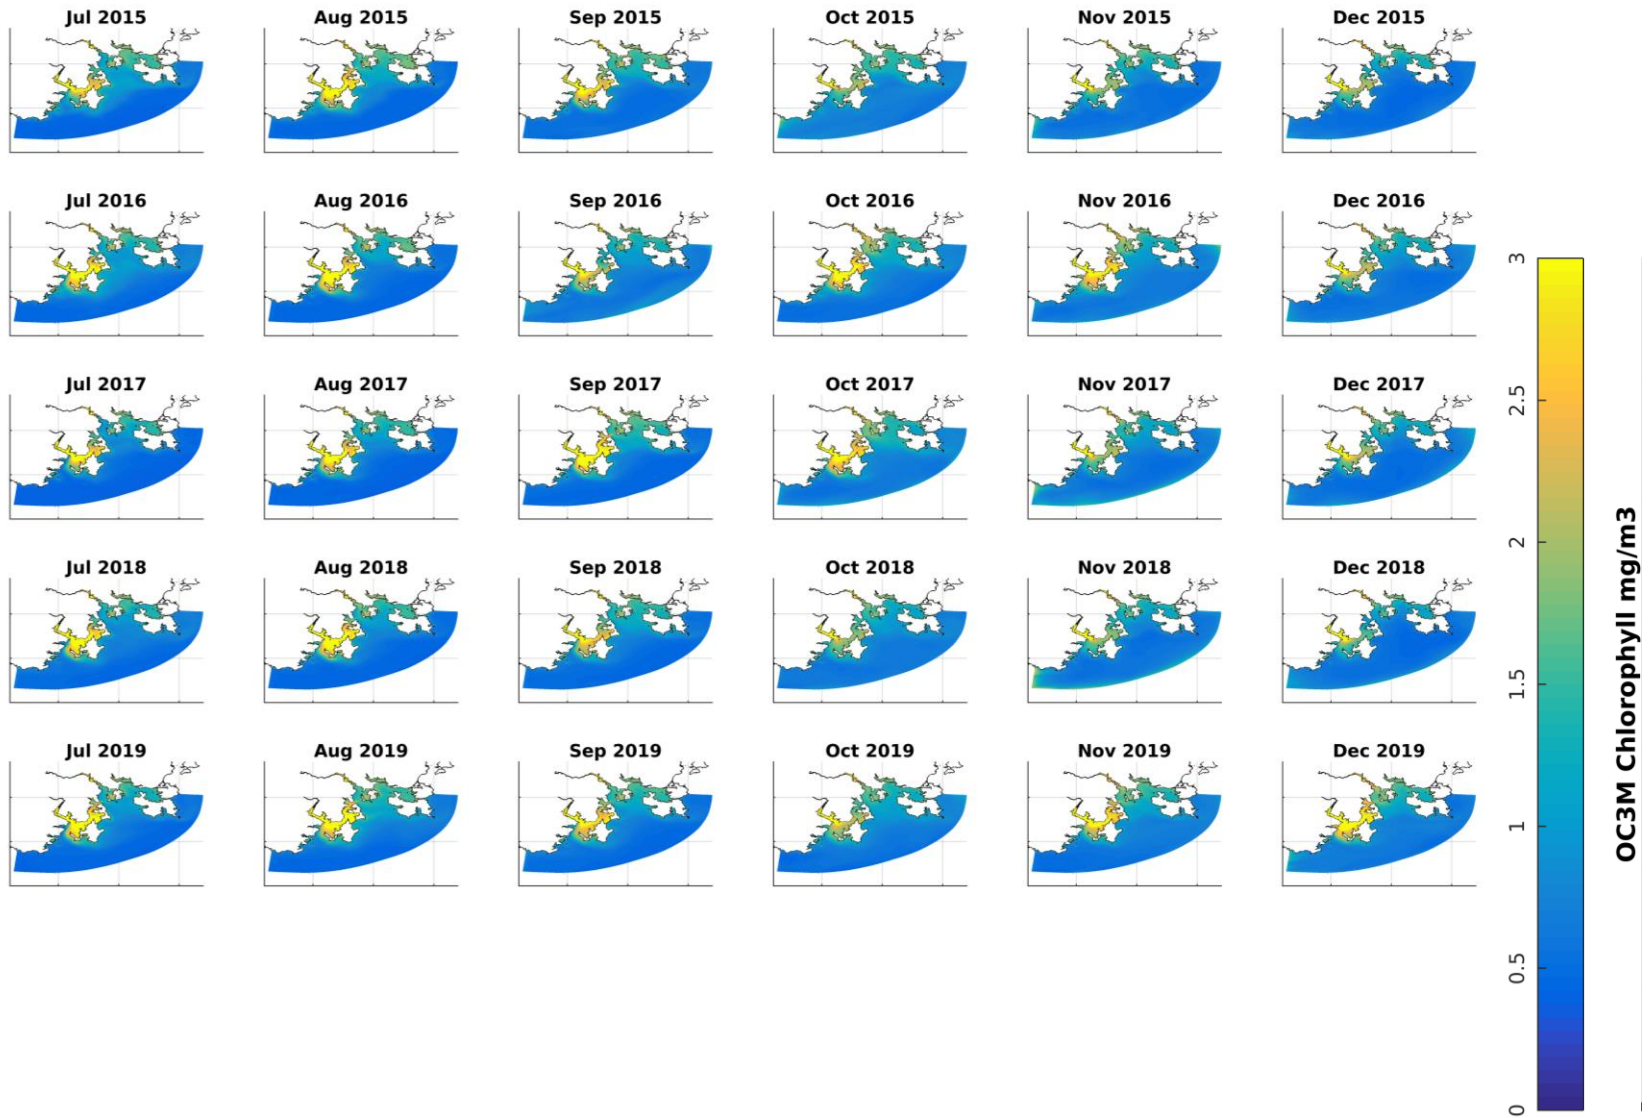 Jul 2015 Aug 2015 Sep 2015 Oct 2015 Nov 2015 Dec 2015
Jul 2016 Aug 2016 Sep 2016 Oct 2016 Nov 2016 Dec 2016
Jul 2017 Aug 2017 Sep 2017 Oct 2017 Nov 2017 Dec 2017
Jul 2018 Aug 2018 Sep 2018 Oct 2018 Nov 2018 Dec 2018
Jul 2019 Aug 2019 Sep 2019 Oct 2019 Nov 2019 Dec 2019
3
2.5
2
1.5
1
0.5
0
OC3M Chlorophyll mg/m3